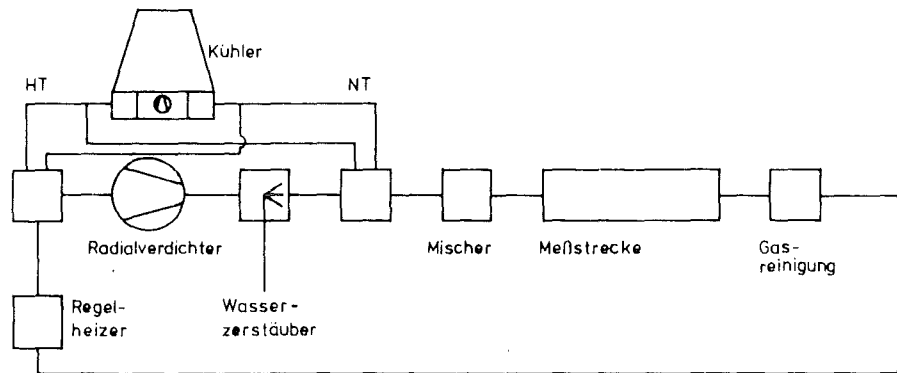 Kühler
HT
NT
Radialverdichter
Mischer
Meßstrecke
Gas-
reinigung
Regel-
heizer
Wasser-
zerstäuber